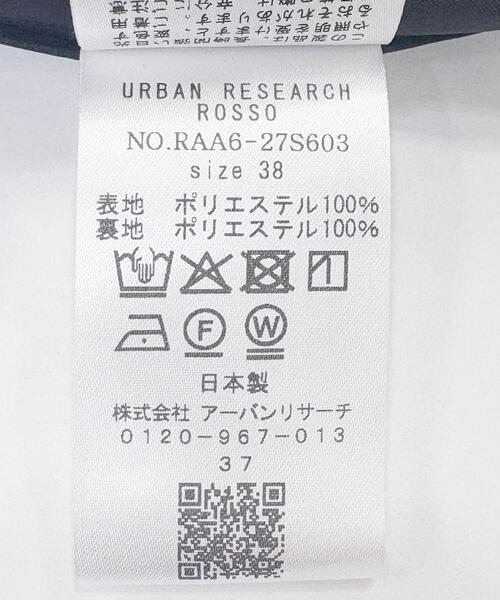 URBAN RESEARCH
ROSSO
NO.RAA6-27S603
size 38
表地 ポリエステル100%
裏地 ポリエステル100%
F W
日本製
株式会社 アーバンリサーチ
0120-967-013
37